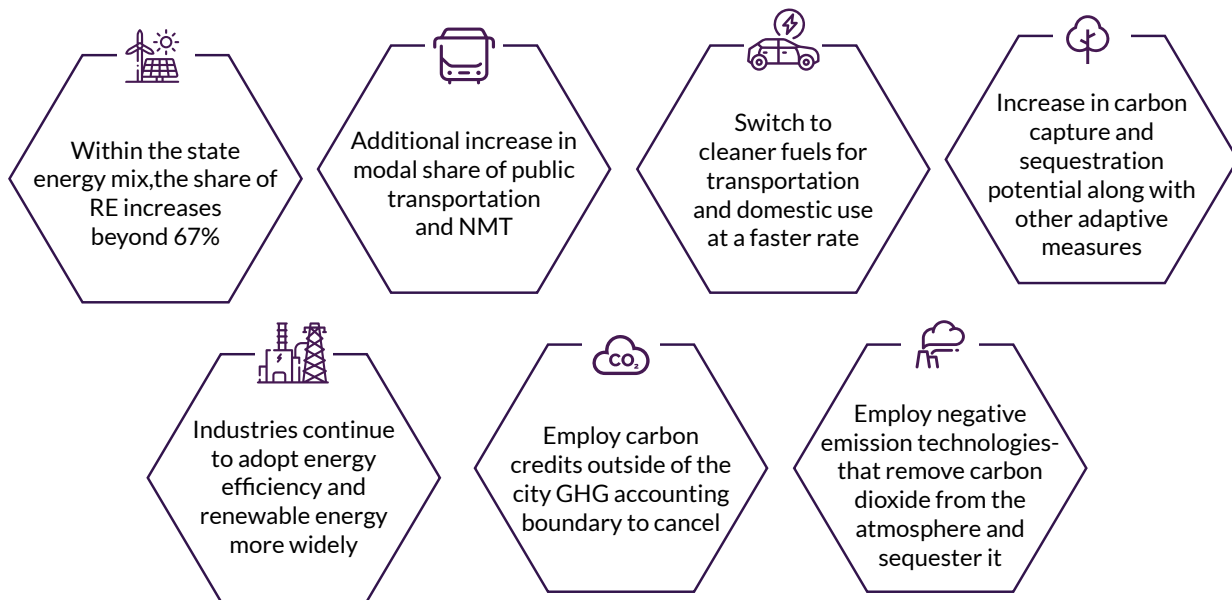 Within the state
energy mix,the share of
RE increases
beyond 67%
Additional increase in
modal share of public
transportation
and NMT
Switch to
cleaner fuels for
transportation
and domestic use
at a faster rate
Increase in carbon
capture and
sequestration
potential along with
other adaptive
measures
Industries continue
to adopt energy
efficiency and
renewable energy
more widely
CO₂
Employ carbon
credits outside of the
city GHG accounting
boundary to cancel
Employ negative
emission technologies-
that remove carbon
dioxide from the
atmosphere and
sequester it